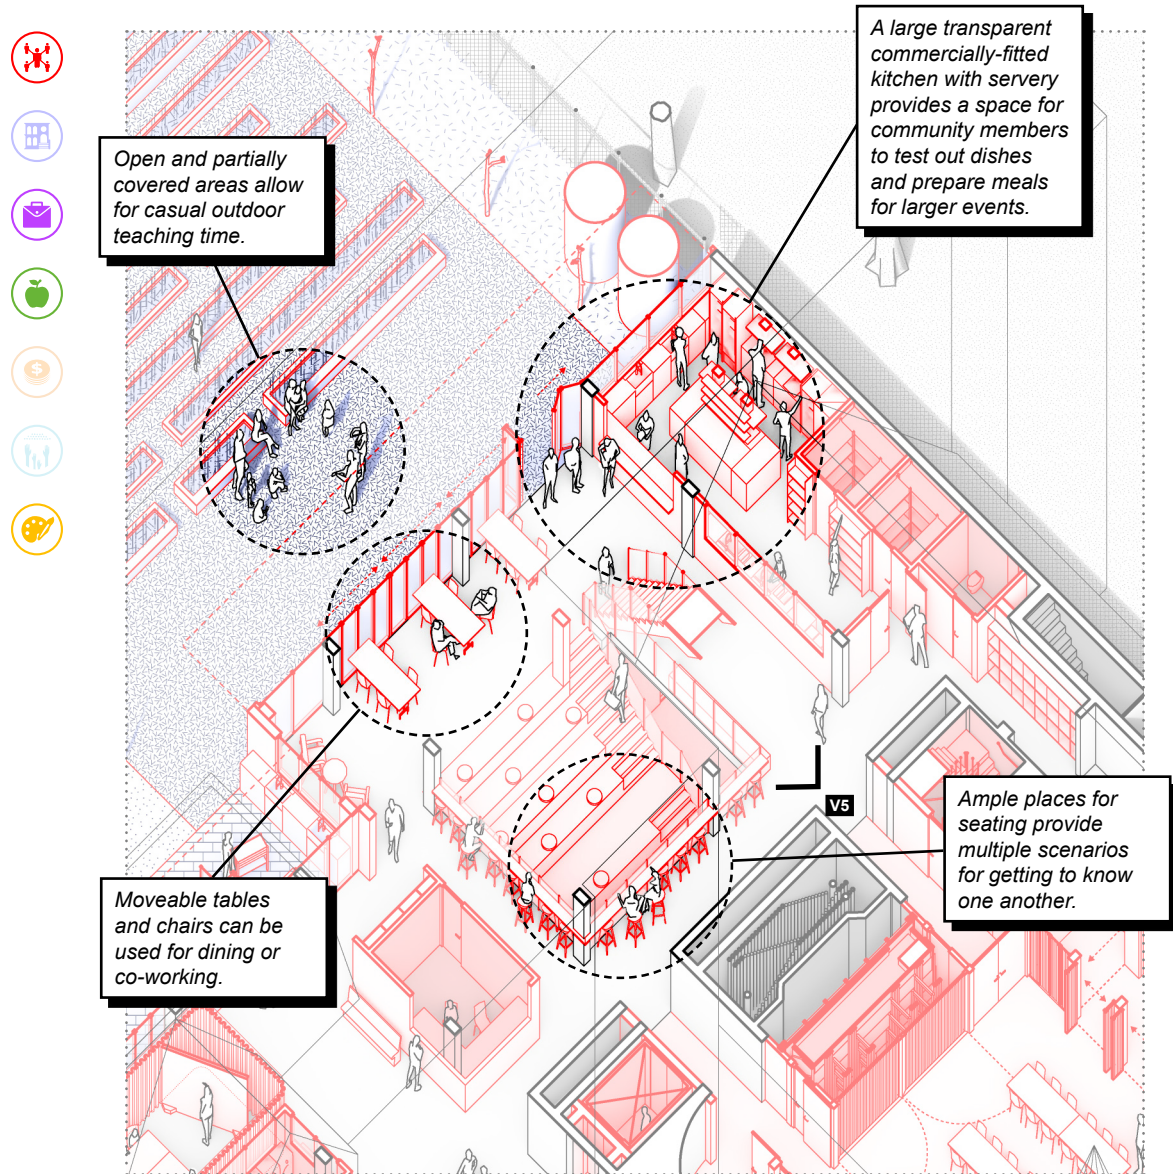 A large transparent
commercially-fitted
kitchen with servery
provides a space for
community members
to test out dishes
and prepare meals
for larger events.
Open and partially
covered areas allow
for casual outdoor
teaching time.
$
V5
Ample places for
seating provide
multiple scenarios
for getting to know
one another.
Moveable tables
and chairs can be
used for dining or
co-working.